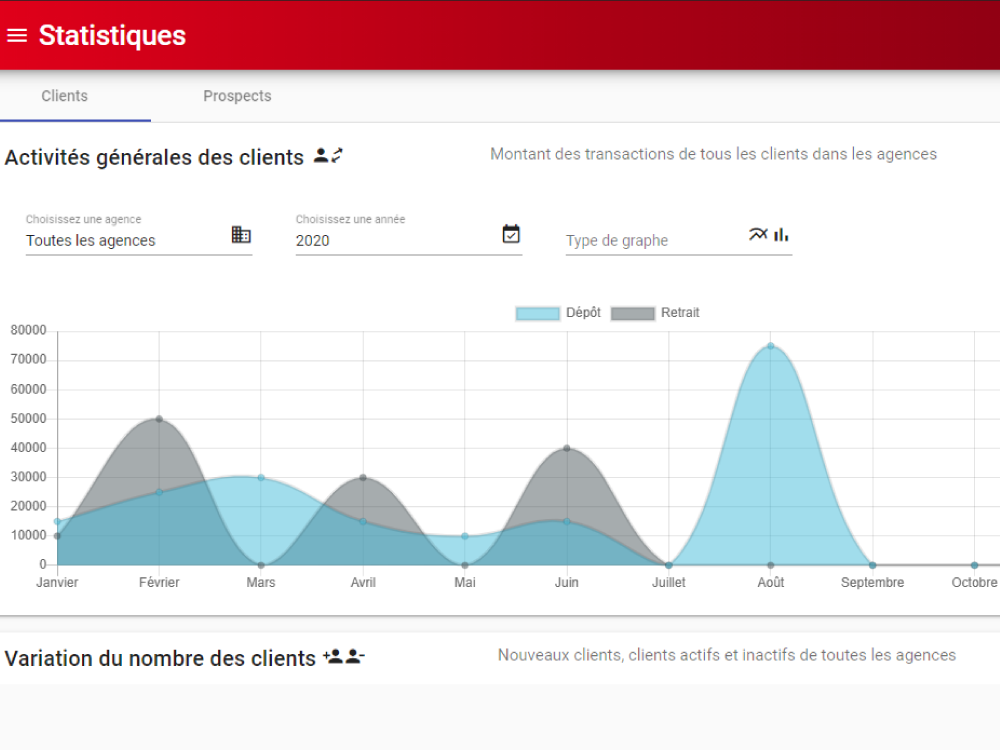 Statistiques
Clients Prospects
Activités générales des clients Montant des transactions de tous les clients dans les agences
Choisissez une agence Choisissez une année
Toutes les agences 2020 Type de graphe
Dépôt Retrait
80000
70000
60000
50000
40000
30000
20000
10000
0
Janvier Février Mars Avril Mai Juin Juillet Août Septembre Octobre
Variation du nombre des clients Nouveaux clients, clients actifs et inactifs de toutes les agences